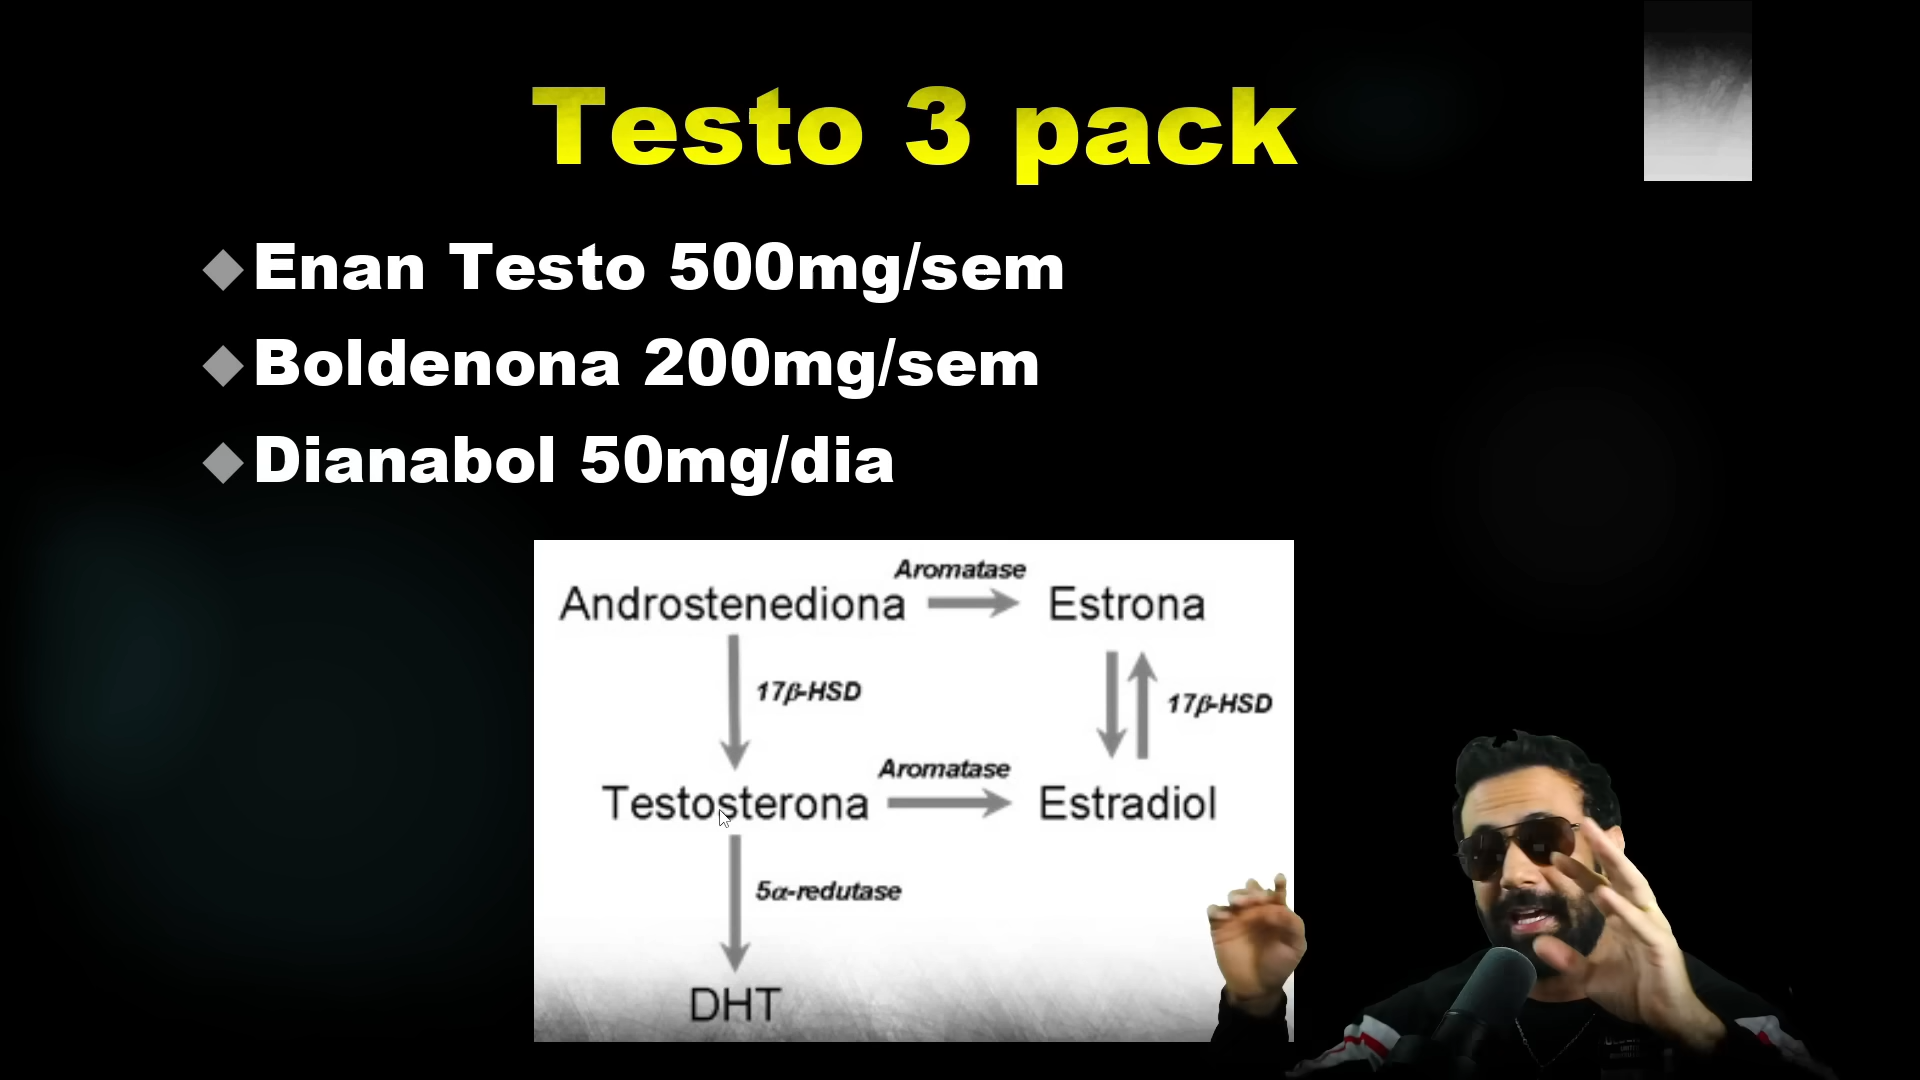 Testo 3 pack
Enan Testo 500mg/sem
Boldenona 200mg/sem
Dianabol 50mg/dia
Aromatase
Androstenediona
Estrona
17β-HSD
17β-HSD
Aromatase
Testosterona
Estradiol
5α-redutase
DHT